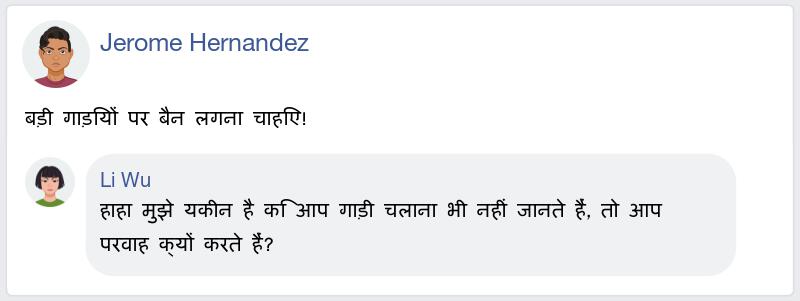 Jerome Hernandez
बड़ी गाड़ियों पर बैन लगना चाहिए!
Li Wu
हाहा मुझे यकीन है कि आप गाड़ी चलाना भी नहीं जानते हैं, तो आप
परवाह क्यों करते हैं?